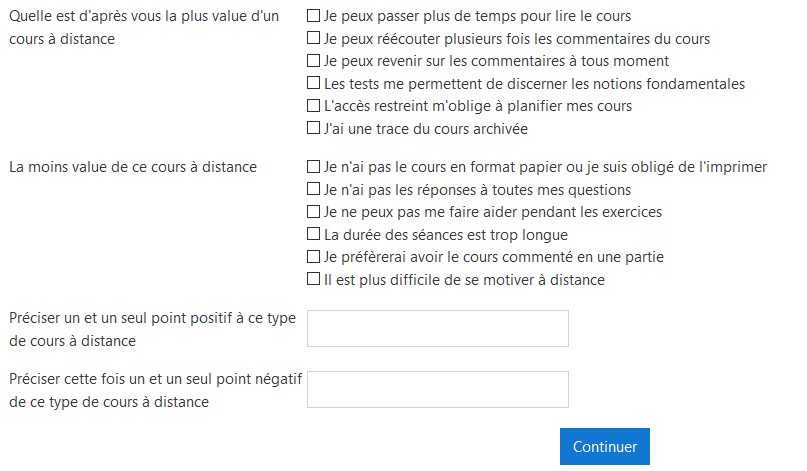 Quelle est d'après vous la plus value d'un
cours à distance
Je peux passer plus de temps pour lire le cours
Je peux réécouter plusieurs fois les commentaires du cours
Je peux revenir sur les commentaires à tous moment
Les tests me permettent de discerner les notions fondamentales
L'accès restreint m'oblige à planifier mes cours
J'ai une trace du cours archivée
La moins value de ce cours à distance
Je n'ai pas le cours en format papier ou je suis obligé de l'imprimer
Je n'ai pas les réponses à toutes mes questions
Je ne peux pas me faire aider pendant les exercices
La durée des séances est trop longue
Je préfèrerai avoir le cours commenté en une partie
Il est plus difficile de se motiver à distance
Préciser un et un seul point positif à ce type
de cours à distance
Préciser cette fois un et un seul point négatif
de ce type de cours à distance
Continuer